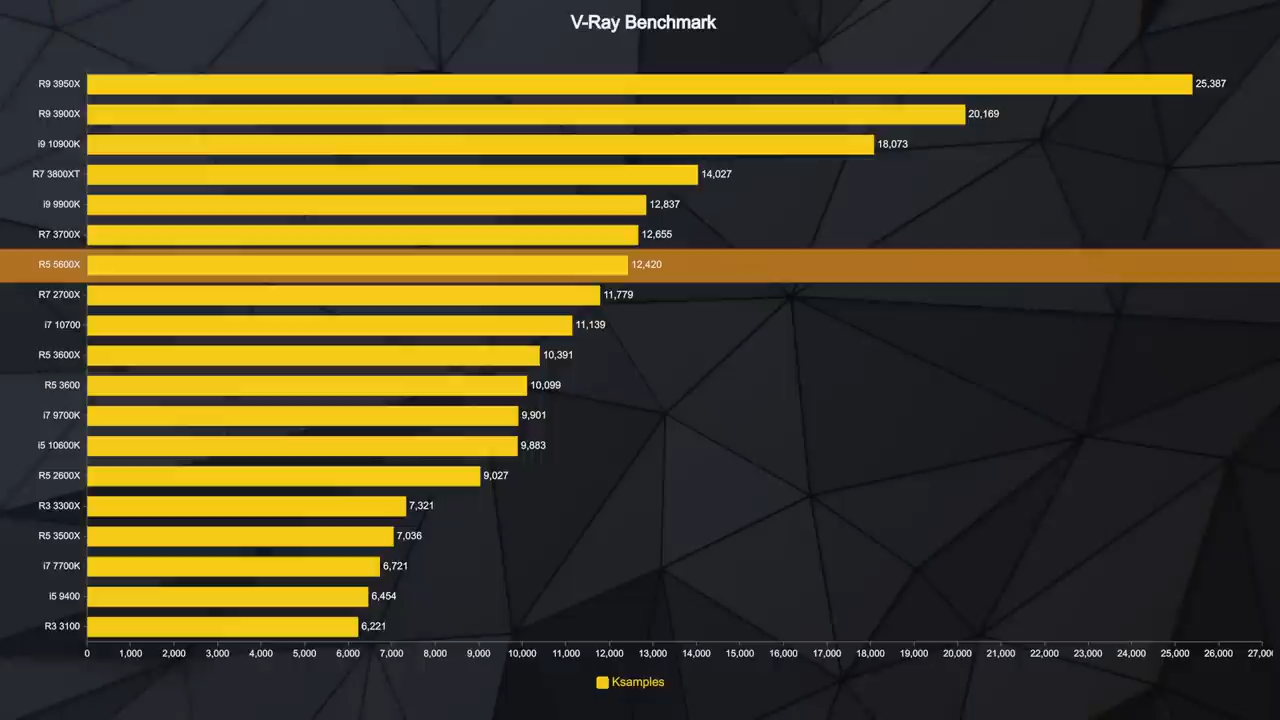 V-Ray Benchmark
R9 3950X 25,387
R9 3900X 20,169
i9 10900K 18,073
R7 3800XT 14,027
i9 9900K 12,837
R7 3700X 12,655
R5 5600X 12,420
R7 2700X 11,779
i7 10700 11,139
R5 3600X 10,391
R5 3600 10,099
i7 9700K 9,901
i5 10600K 9,883
R5 2600X 9,027
R3 3300X 7,321
R5 3500X 7,036
i7 7700K 6,721
i5 9400 6,454
R3 3100 6,221
0 1,000 2,000 3,000 4,000 5,000 6,000 7,000 8,000 9,000 10,000 11,000 12,000 13,000 14,000 15,000 16,000 17,000 18,000 19,000 20,000 21,000 22,000 23,000 24,000 25,000 26,000 27,00
Ksamples